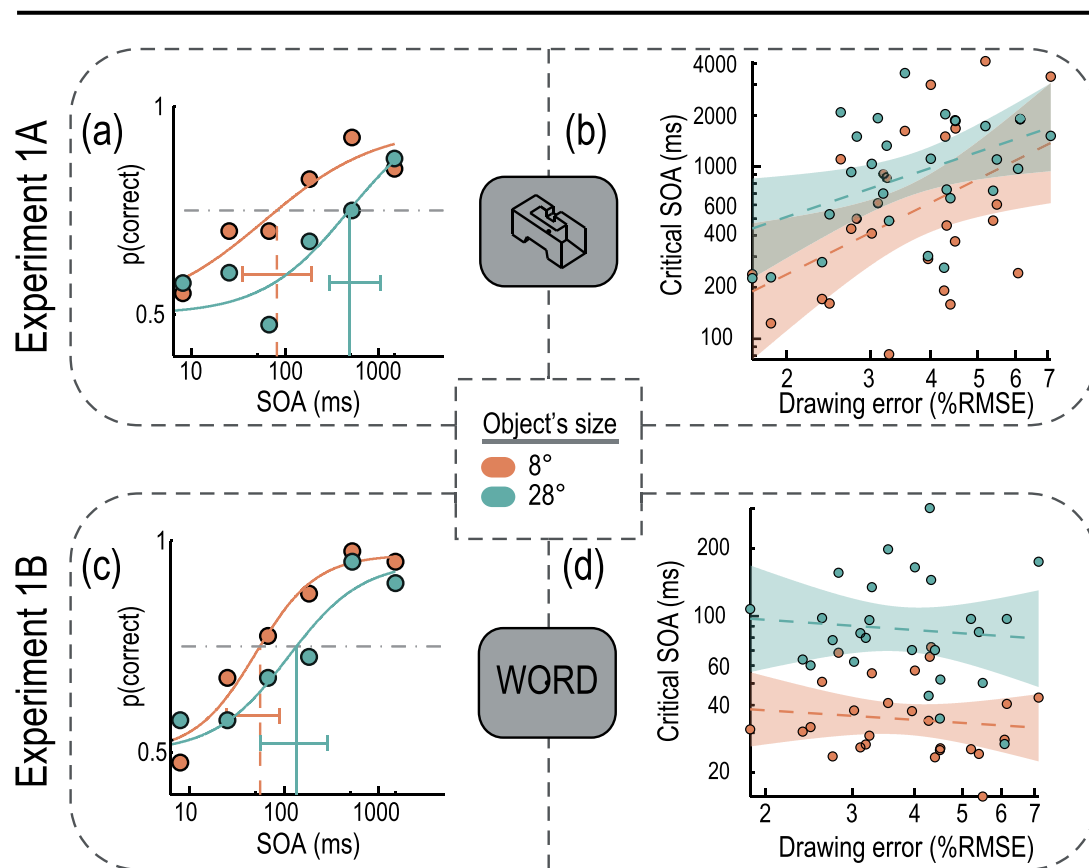 Experiment 1A
(a)
p(correct)
1
0.5
10 100 1000
SOA (ms)
(b)
Critical SOA (ms)
4000
2000
1000
600
400
200
100
2 3 4 5 6 7
Drawing error (%RMSE)
Object's size
8°
28°
Experiment 1B
(c)
p(correct)
1
0.5
10 100 1000
SOA (ms)
WORD
(d)
Critical SOA (ms)
200
100
60
40
20
2 3 4 5 6 7
Drawing error (%RMSE)